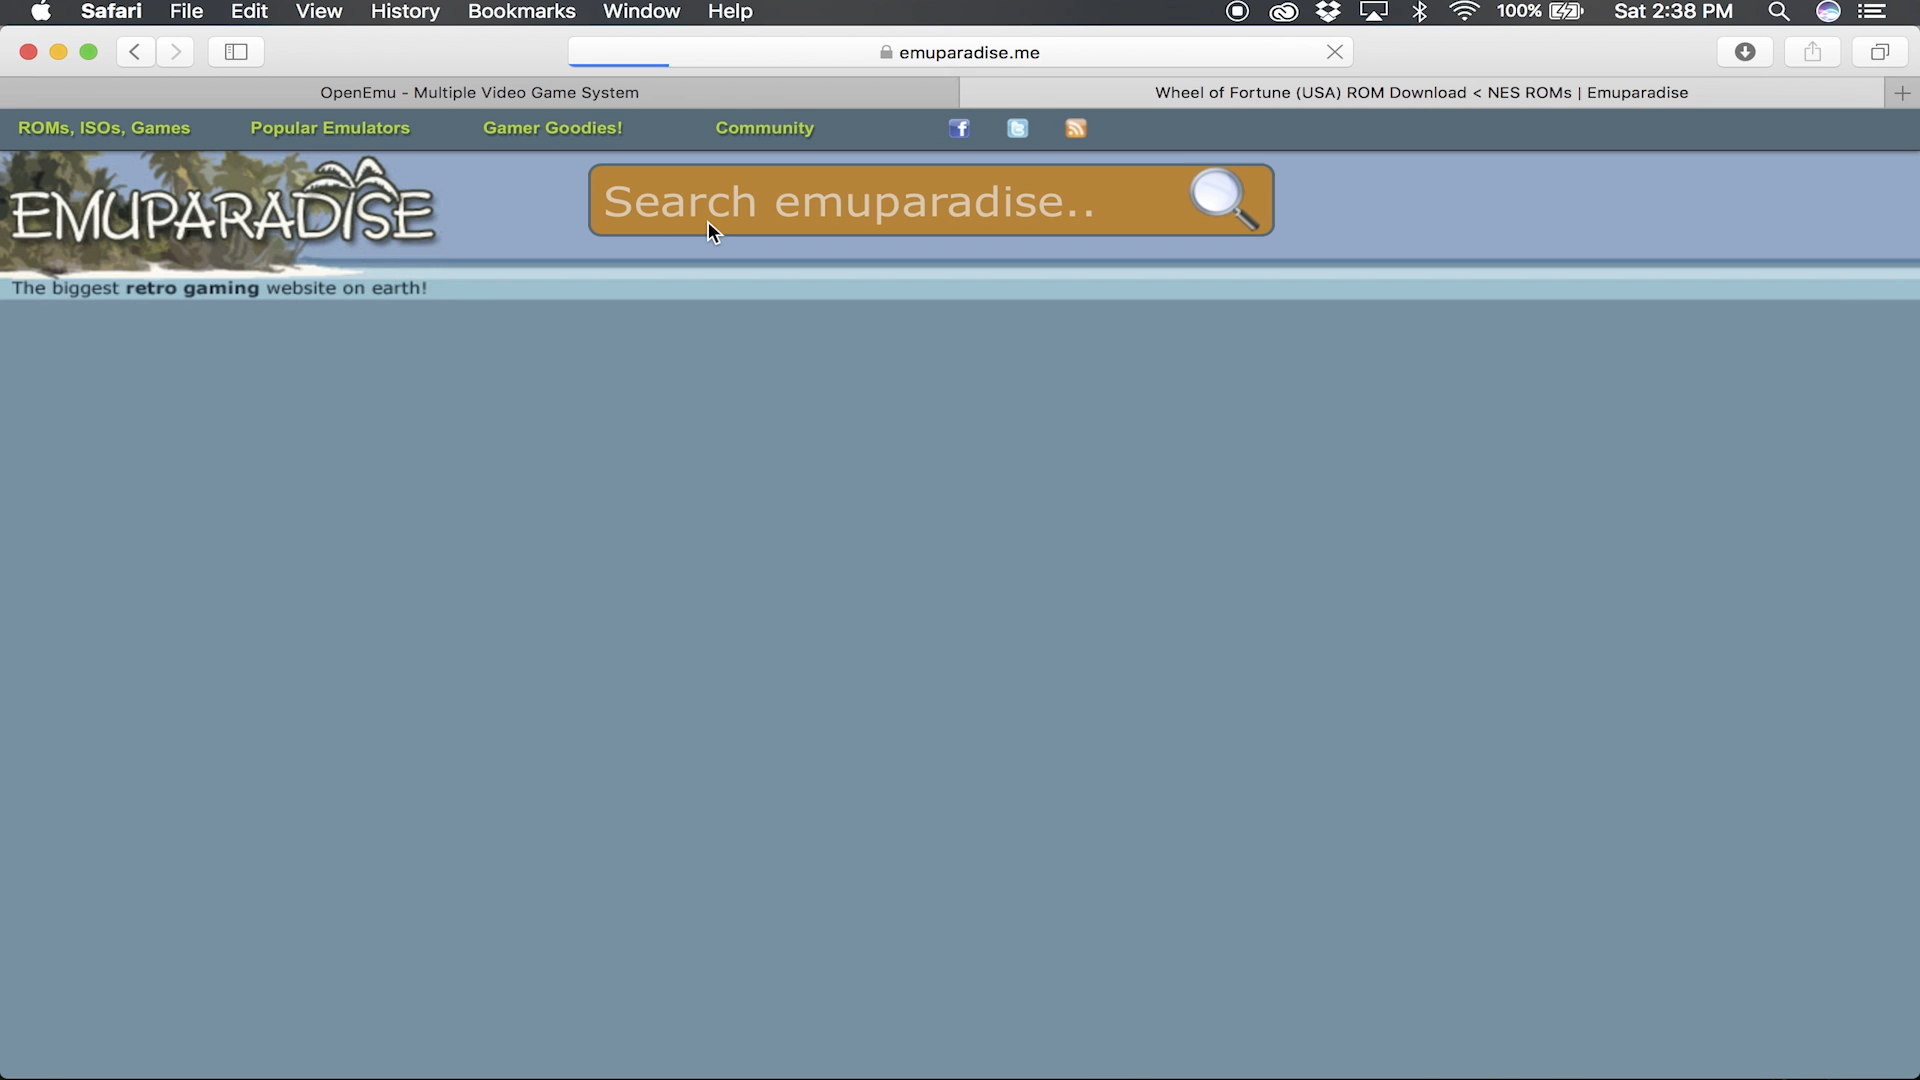 Safari File Edit View History Bookmarks Window Help 100% Sat 2:38 PM
emuparadise.me
OpenEmu - Multiple Video Game System Wheel of Fortune (USA) ROM Download < NES ROMs | Emuparadise
ROMs, ISOs, Games Popular Emulators Gamer Goodies! Community
EMUPARADISE Search emuparadise..
The biggest retro gaming website on earth!